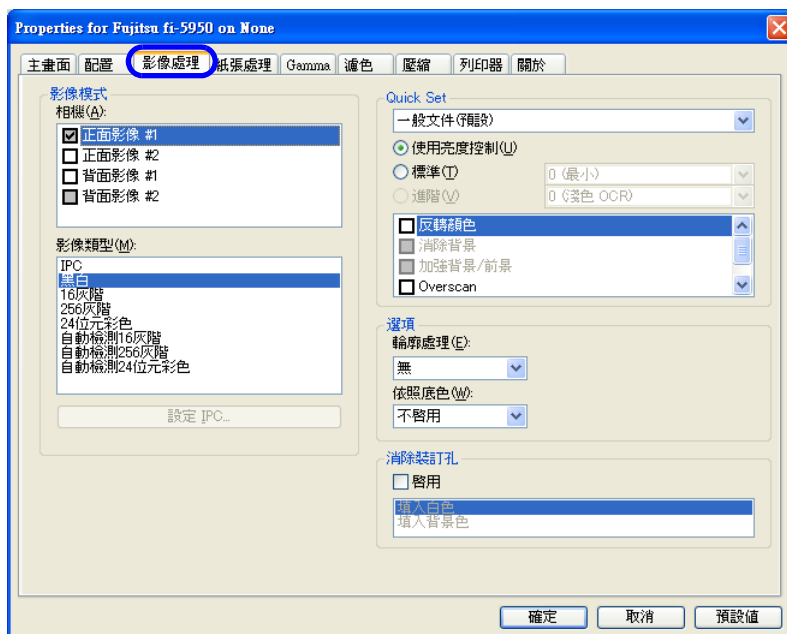 Properties for Fujitsu fi-5950 on None
主畫面 配置 影像處理 紙張處理 Gamma 濾色 壓縮 列印器 關於
影像模式
相機(A):
正面影像 #1
正面影像 #2
背面影像 #1
背面影像 #2
影像類型(M):
IPC
黑白
16灰階
256灰階
24位元彩色
自動檢測16灰階
自動檢測256灰階
自動檢測24位元彩色
設定 IPC...
Quick Set
一般文件(預設)
使用亮度控制(U)
標準(T) 0 (最小)
進階(V) 0 (淺色 OCR)
反轉顏色
消除背景
加強背景/前景
Overscan
選項
輪廓處理(E):
無
依照底色(W):
不啓用
消除裝訂孔
啓用
填入白色
填入背景色
確定 取消 預設値